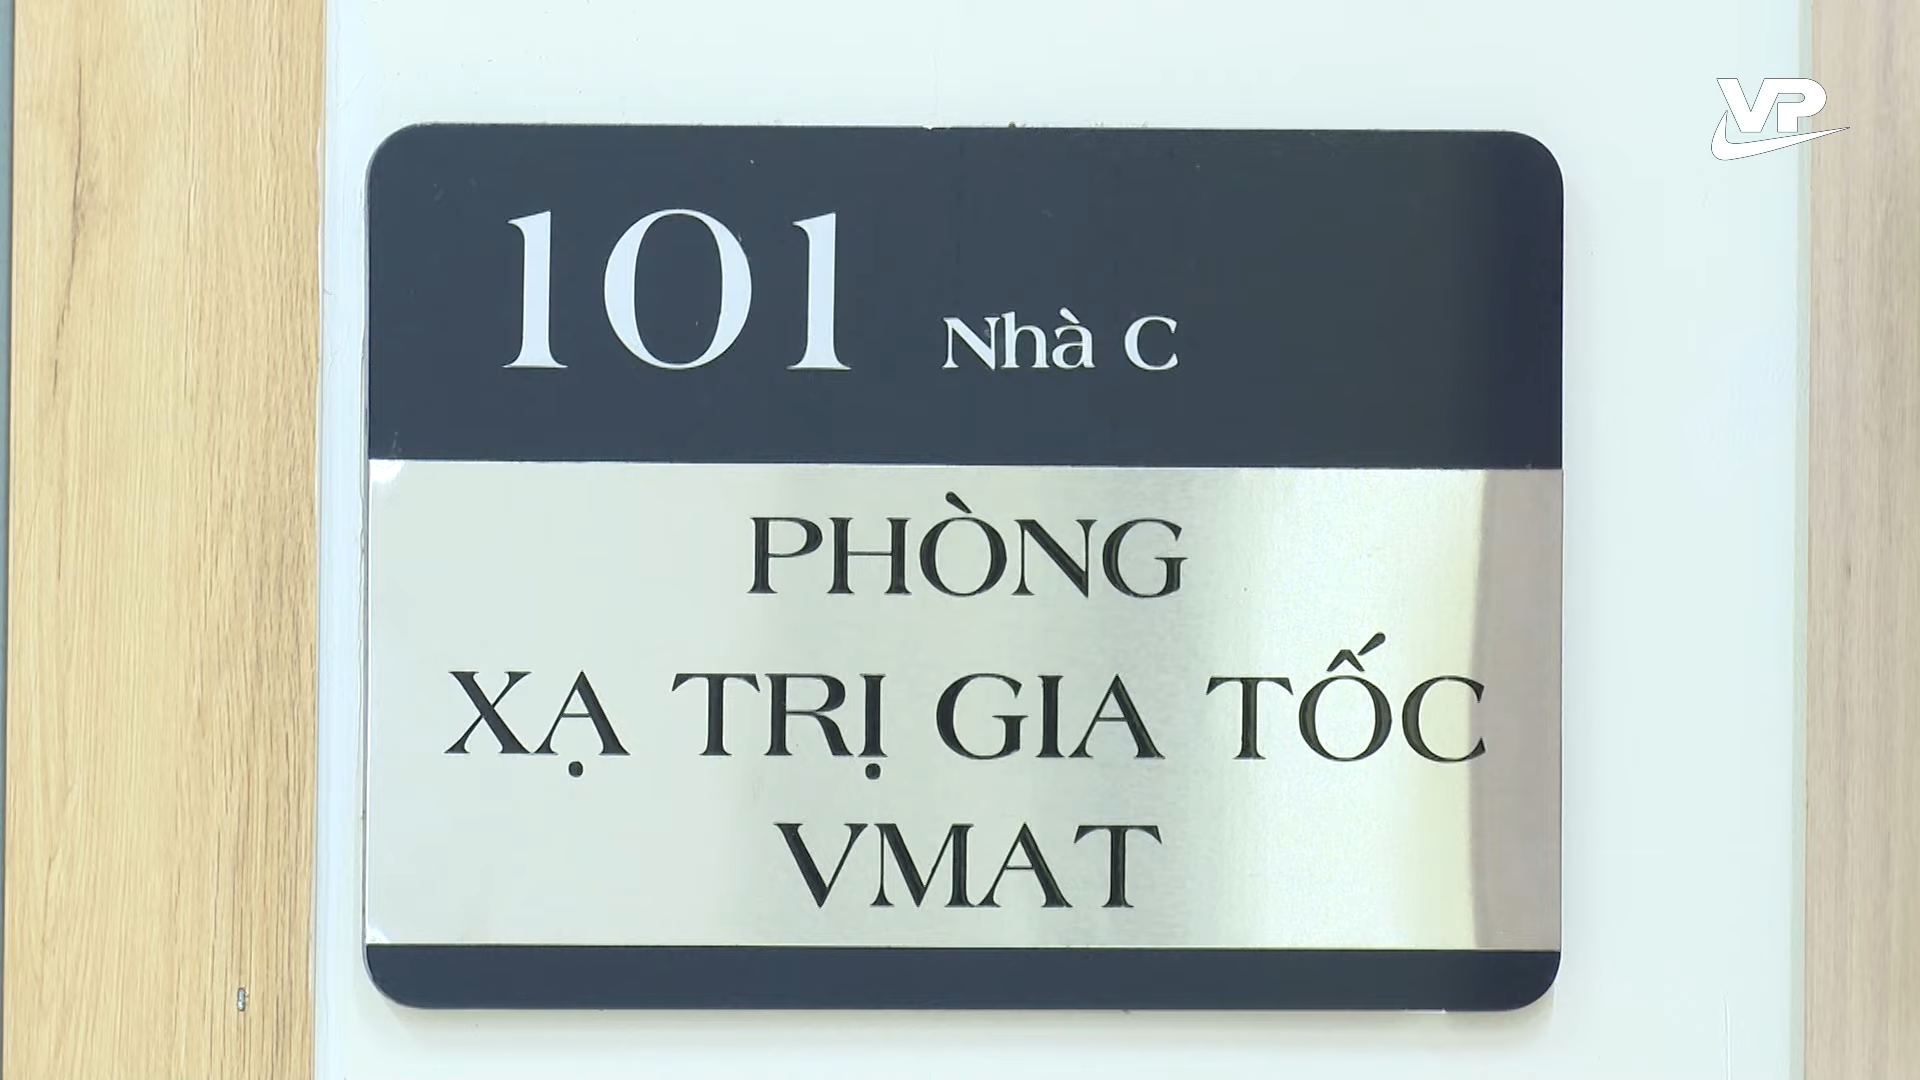 VP
101 Nhà C
PHÒNG
XẠ TRỊ GIA TỐC
VMAT